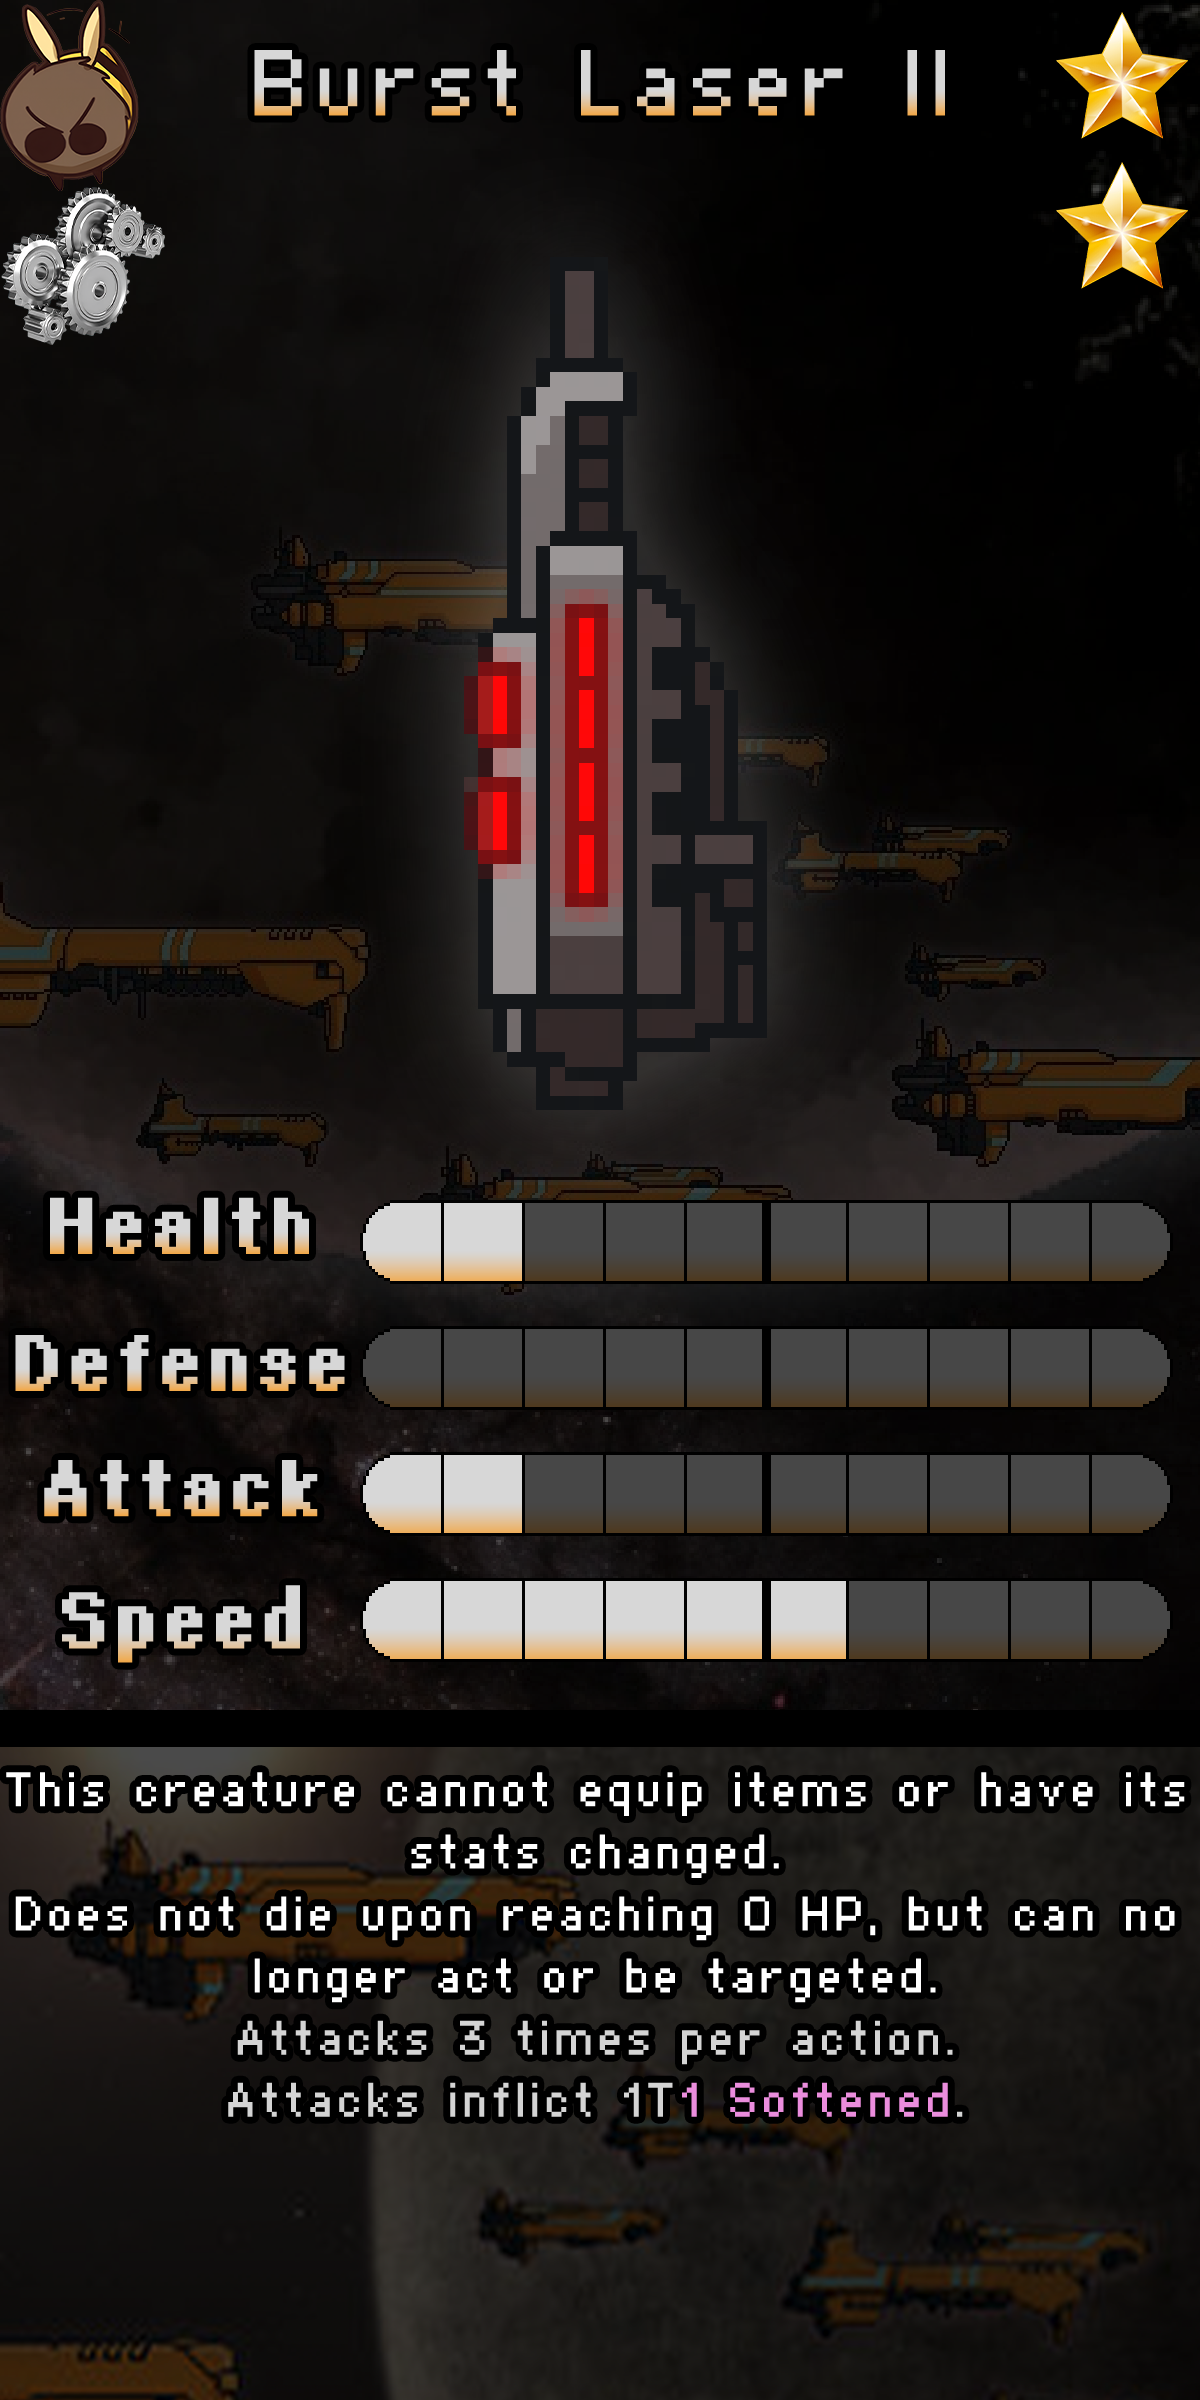 Burst Laser II
Health
Defense
Attack
Speed
This creature cannot equip items or have its
stats changed.
Does not die upon reaching 0 HP, but can no
longer act or be targeted.
Attacks 3 times per action.
Attacks inflict 1T1 Softened.